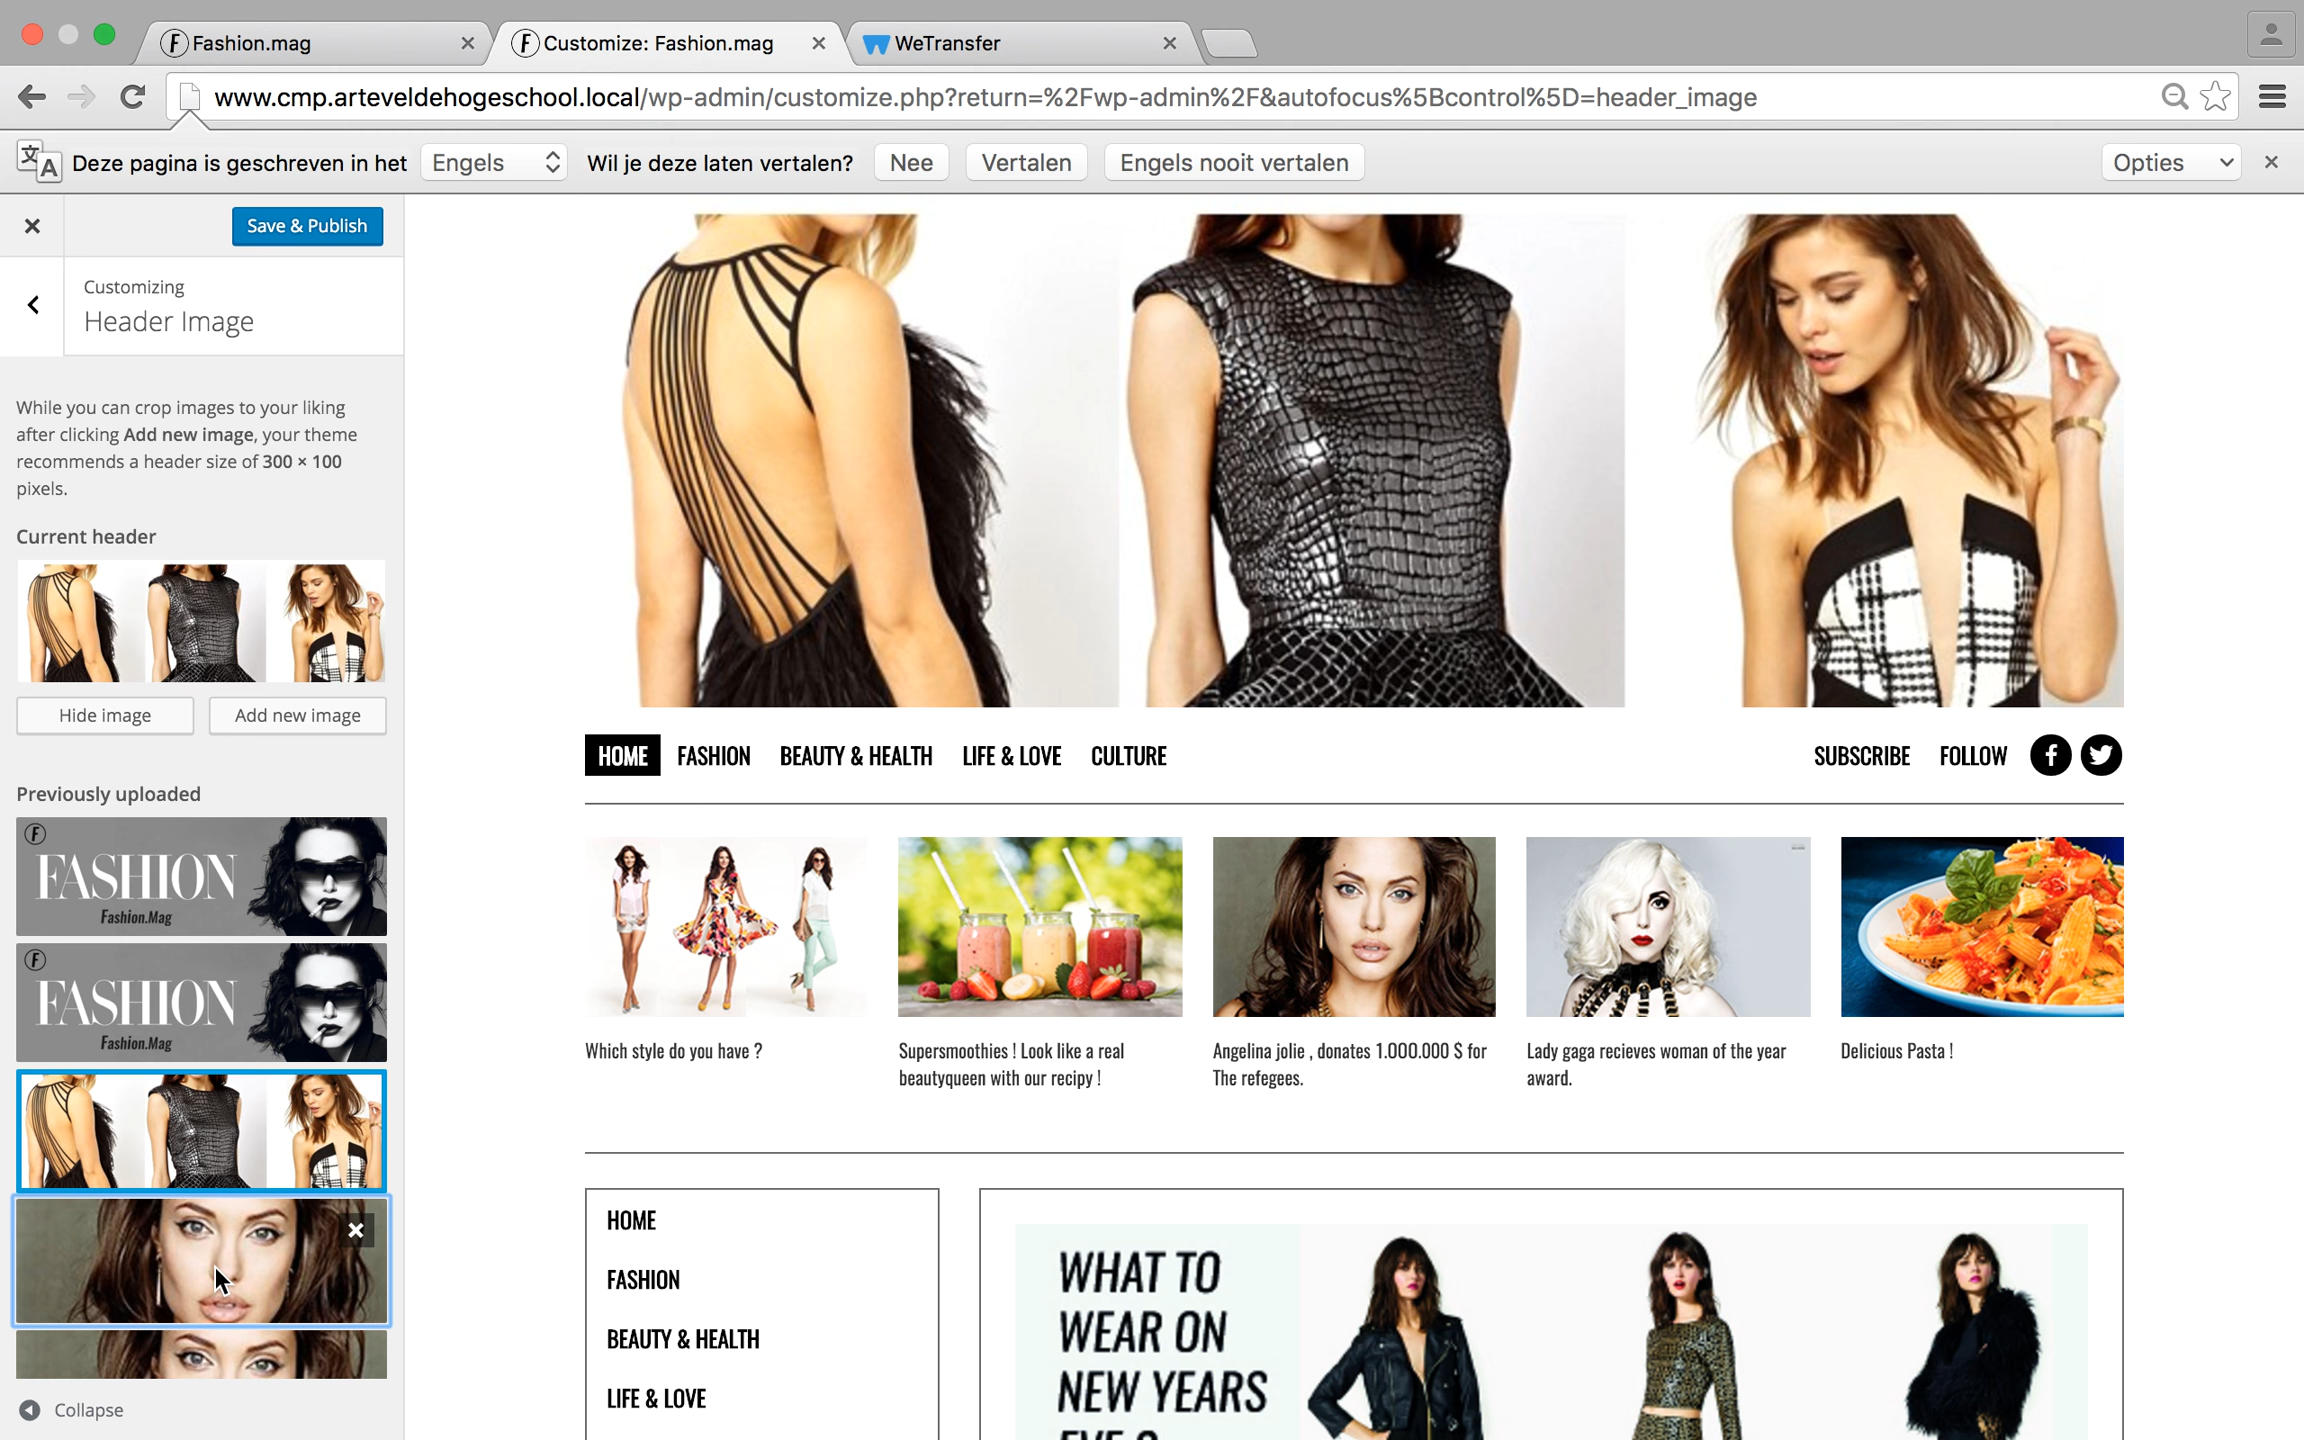 Fashion.mag
Customize: Fashion.mag
WeTransfer
www.cmp.arteveldehogeschool.local/wp-admin/customize.php?return=%2Fwp-admin%2F&autofocus%5Bcontrol%5D=header_image
Deze pagina is geschreven in het Engels Wil je deze laten vertalen? Nee Vertalen Engels nooit vertalen Opties
Save & Publish
Customizing
Header Image
While you can crop images to your liking
after clicking Add new image, your theme
recommends a header size of 300 × 100
pixels.
Current header
Hide image
Add new image
Previously uploaded
F
FASHION
Fashion.Mag
F
FASHION
Fashion.Mag
Collapse
HOME FASHION BEAUTY & HEALTH LIFE & LOVE CULTURE SUBSCRIBE FOLLOW
Which style do you have ?
Supersmoothies ! Look like a real
beautyqueen with our recipy !
Angelina jolie , donates 1.000.000 $ for
The refegees.
Lady gaga recieves woman of the year
award.
Delicious Pasta !
HOME
FASHION
BEAUTY & HEALTH
LIFE & LOVE
WHAT TO
WEAR ON
NEW YEARS
EVE ?